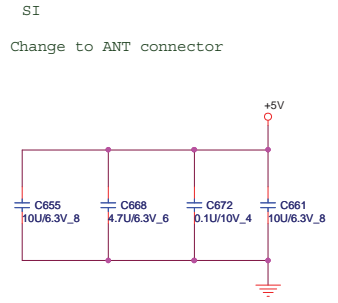 SI
Change to ANT connector
+5V
C655
10U/6.3V_8
C668
4.7U/6.3V_6
C672
0.1U/10V_4
C661
10U/6.3V_8